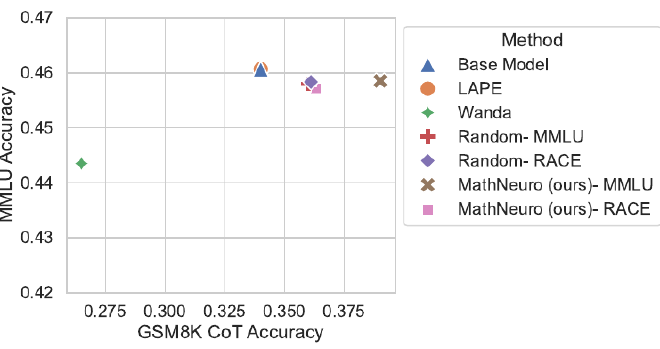 0.47
0.46
0.45
0.44
0.43
0.42
MMLU Accuracy
0.275 0.300 0.325 0.350 0.375
GSM8K CoT Accuracy
Method
Base Model
LAPE
Wanda
Random- MMLU
Random- RACE
MathNeuro (ours)- MMLU
MathNeuro (ours)- RACE